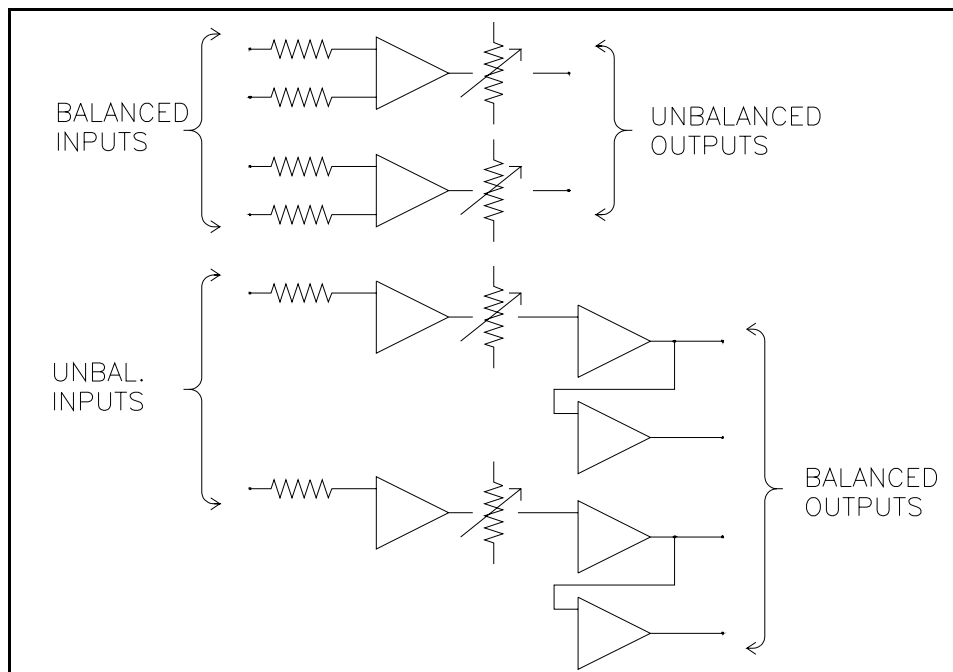 BALANCED
INPUTS
UNBALANCED
OUTPUTS
UNBAL.
INPUTS
BALANCED
OUTPUTS